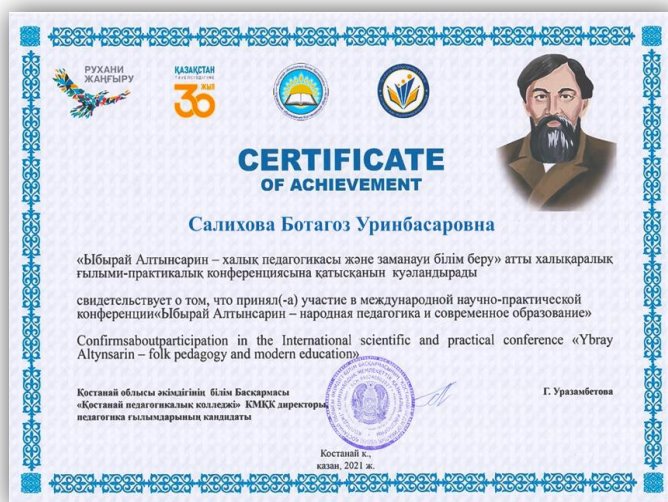 РУХАНИ
ЖАҢҒЫРУ
ҚАЗАҚСТАН
ТӘУЕЛСІЗДІГІНЕ
30 ЖЫЛ
CERTIFICATE
OF ACHIEVEMENT
Салихова Ботагоз Уринбасаровна
«Ыбырай Алтынсарин – халық педагогикасы және заманауи білім беру» атты халықаралық
ғылыми-практикалық конференциясына қатысқанын куәландырады
свидетельствует о том, что принял(-а) участие в международной научно-практической
конференции«Ыбырай Алтынсарин – народная педагогика и современное образование»
Confirmsaboutparticipation in the International scientific and practical conference «Ybray
Altynsarin – folk pedagogy and modern education»
Қостанай облысы әкімдігінің білім Басқармасы
«Қостанай педагогикалық колледжі» КМҚК директоры,
педагогика ғылымдарының кандидаты
Г. Уразамбетова
Костанай к.,
қазан, 2021 ж.